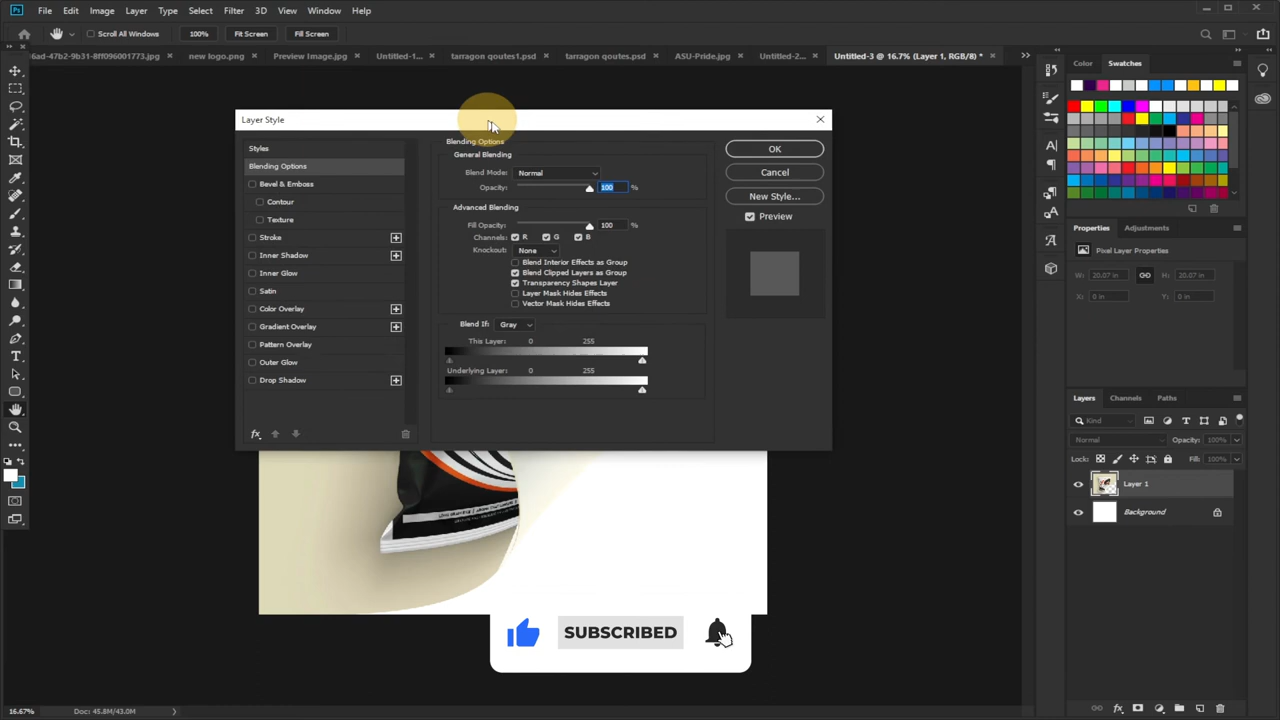 Ps File Edit Image Layer Type Select Filter 3D View Window Help
Scroll All Windows 100% Fit Screen Fill Screen
6ad-47b2-9b31-8ff096001773.jpg × new logo.png × Preview Image.jpg × Untitled-1... × tarragon qoutes1.psd × tarragon qoutes.psd × ASU-Pride.jpg × Untitled-2... × Untitled-3 @ 16.7% (Layer 1, RGB/8) * ×
Color Swatches
Layer Style
Styles
Blending Options
Bevel & Emboss
Contour
Texture
Stroke
Inner Shadow
Inner Glow
Satin
Color Overlay
Gradient Overlay
Pattern Overlay
Outer Glow
Drop Shadow
fx
Blending Options
General Blending
Blend Mode: Normal
Opacity: 100 %
Advanced Blending
Fill Opacity: 100 %
Channels: R G B
Knockout: None
Blend Interior Effects as Group
Blend Clipped Layers as Group
Transparency Shapes Layer
Layer Mask Hides Effects
Vector Mask Hides Effects
Blend If: Gray
This Layer: 0 255
Underlying Layer: 0 255
OK
Cancel
New Style...
Preview
Properties Adjustments
Pixel Layer Properties
W: 20.07 in H: 20.07 in
X: 0 in Y: 0 in
Layers Channels Paths
Kind
Normal Opacity: 100%
Lock: Fill: 100%
Layer 1
Background
SUBSCRIBED
16.67% Doc: 45.8M/43.0M
fx